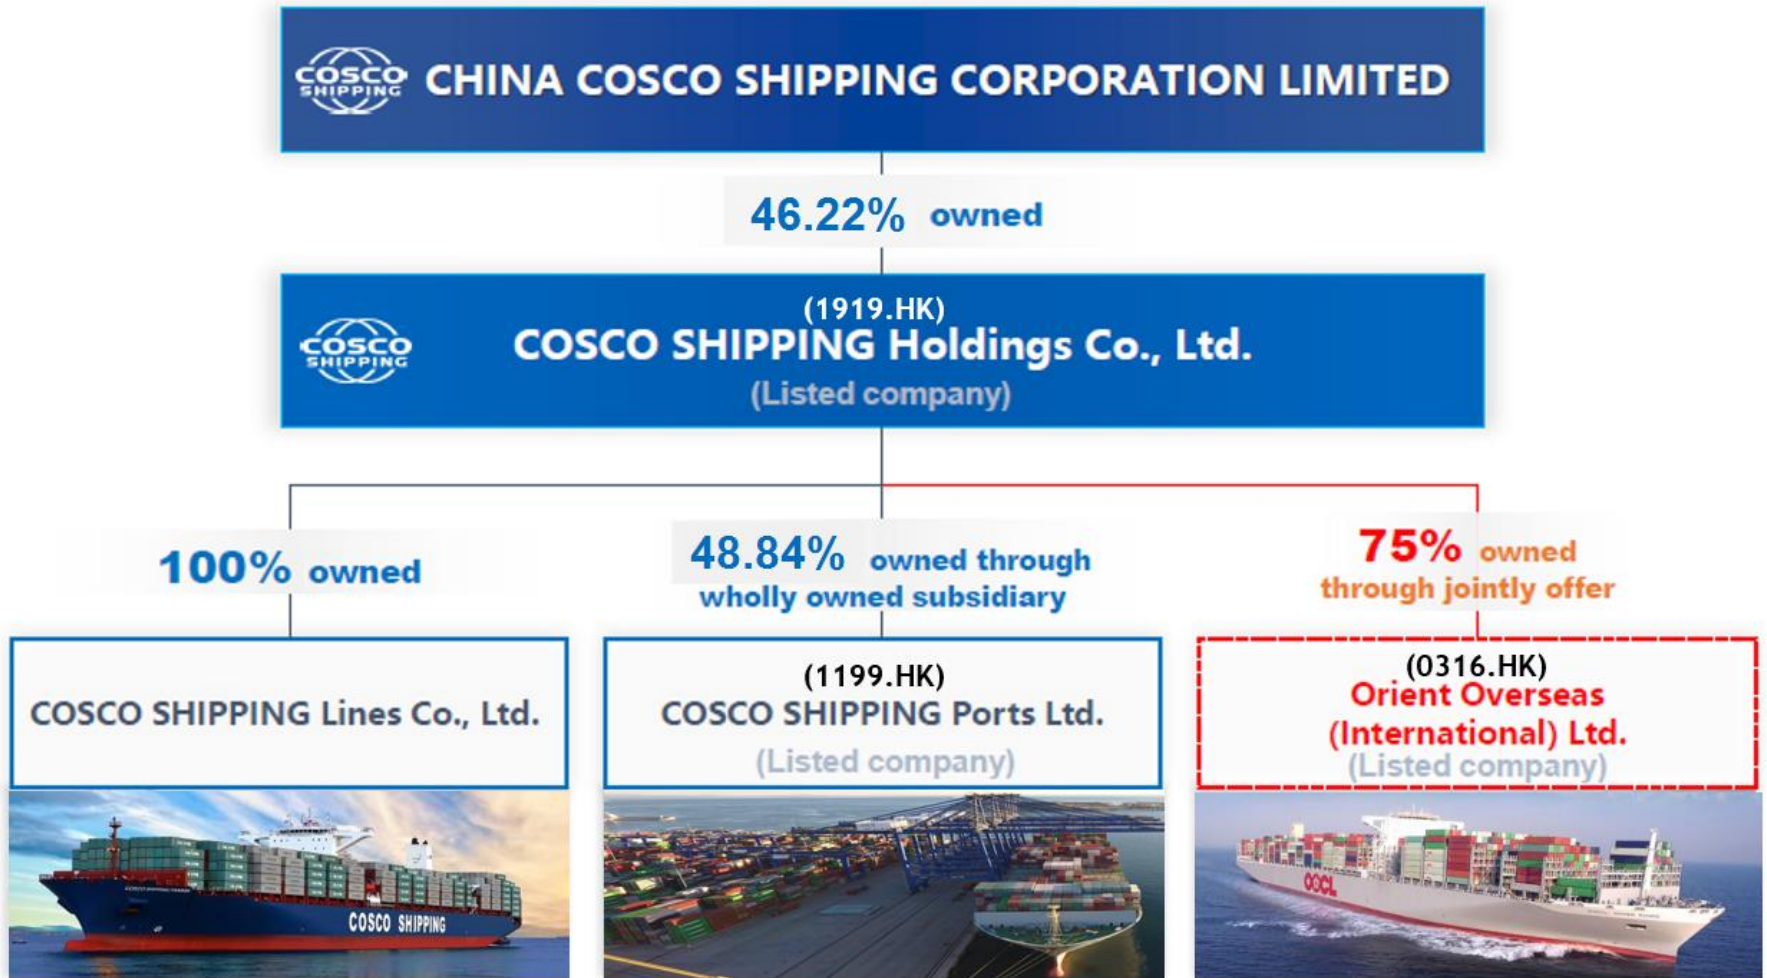 COSCO
SHIPPING
CHINA COSCO SHIPPING CORPORATION LIMITED
46.22% owned
COSCO
SHIPPING
(1919.HK)
COSCO SHIPPING Holdings Co., Ltd.
(Listed company)
100% owned
48.84% owned through
wholly owned subsidiary
75% owned
through jointly offer
COSCO SHIPPING Lines Co., Ltd.
(1199.HK)
COSCO SHIPPING Ports Ltd.
(Listed company)
(0316.HK)
Orient Overseas
(International) Ltd.
(Listed company)
COSCO SHIPPING
OOCL